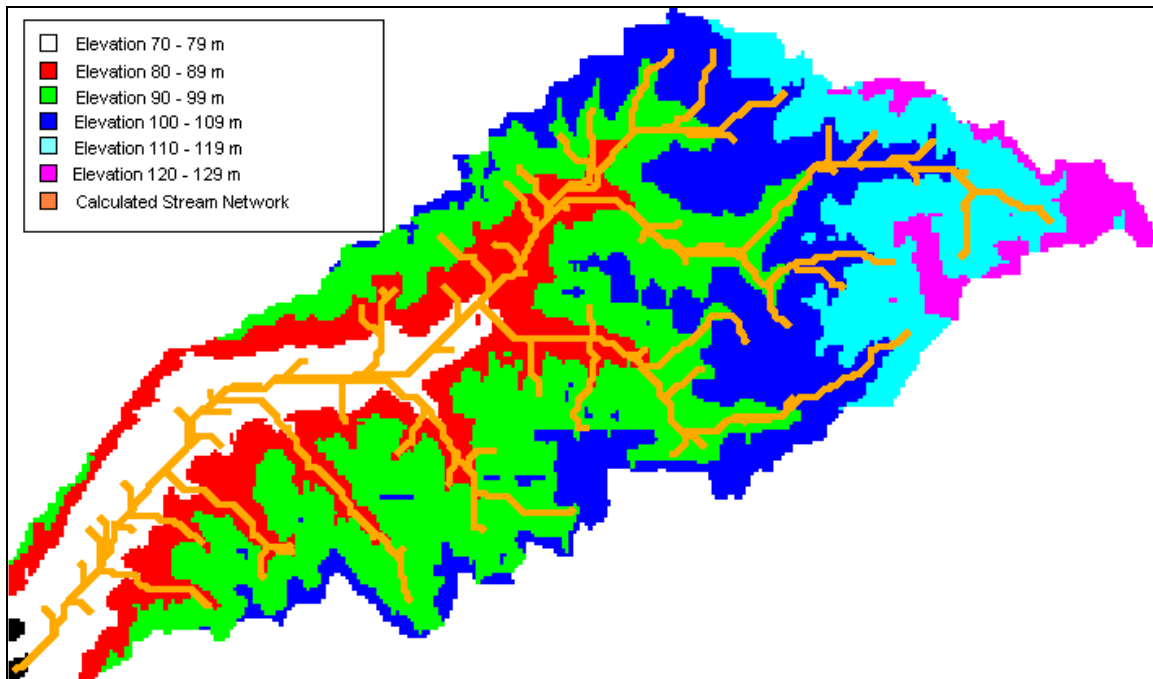 Elevation 70 - 79 m
Elevation 80 - 89 m
Elevation 90 - 99 m
Elevation 100 - 109 m
Elevation 110 - 119 m
Elevation 120 - 129 m
Calculated Stream Network